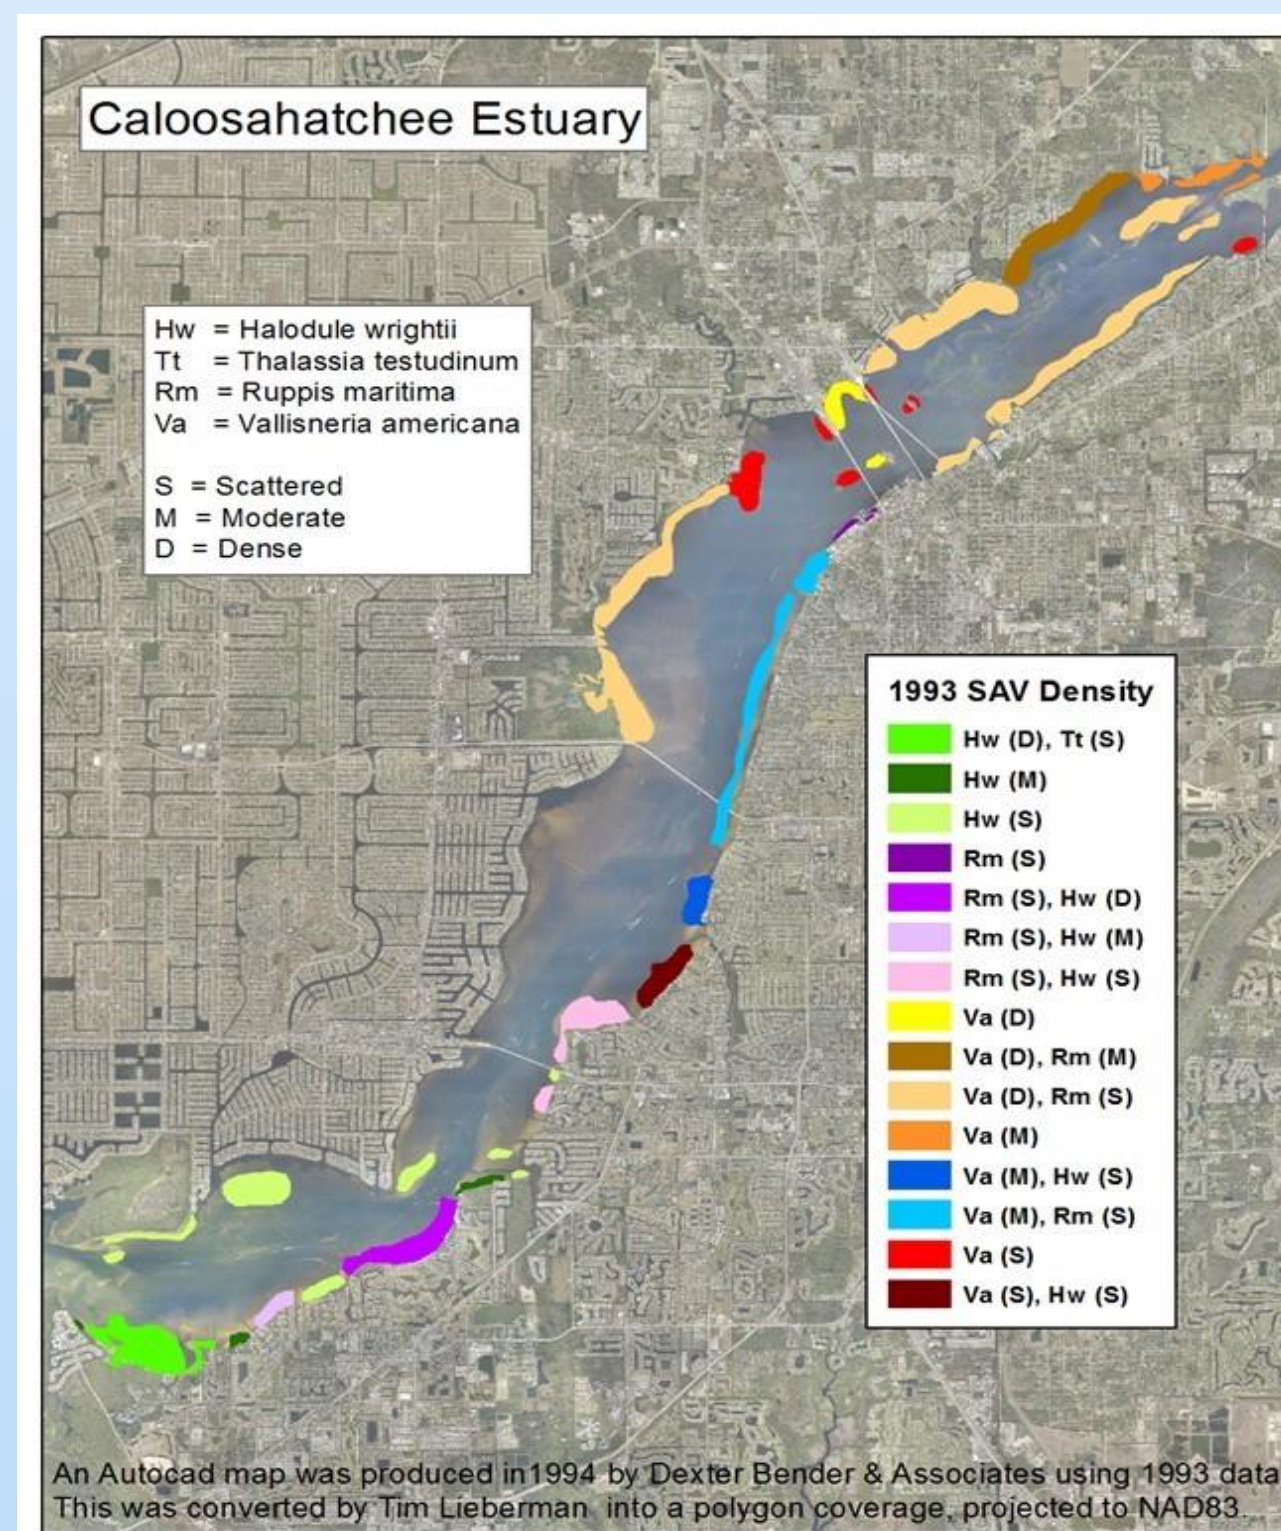 Caloosahatchee Estuary
Hw = Halodule wrightii
Tt = Thalassia testudinum
Rm = Ruppis maritima
Va = Vallisneria americana
S = Scattered
M = Moderate
D = Dense
1993 SAV Density
Hw (D), Tt (S)
Hw (M)
Hw (S)
Rm (S)
Rm (S), Hw (D)
Rm (S), Hw (M)
Rm (S), Hw (S)
Va (D)
Va (D), Rm (M)
Va (D), Rm (S)
Va (M)
Va (M), Hw (S)
Va (M), Rm (S)
Va (S)
Va (S), Hw (S)
An Autocad map was produced in1994 by Dexter Bender & Associates using 1993 data
This was converted by Tim Lieberman into a polygon coverage, projected to NAD83.